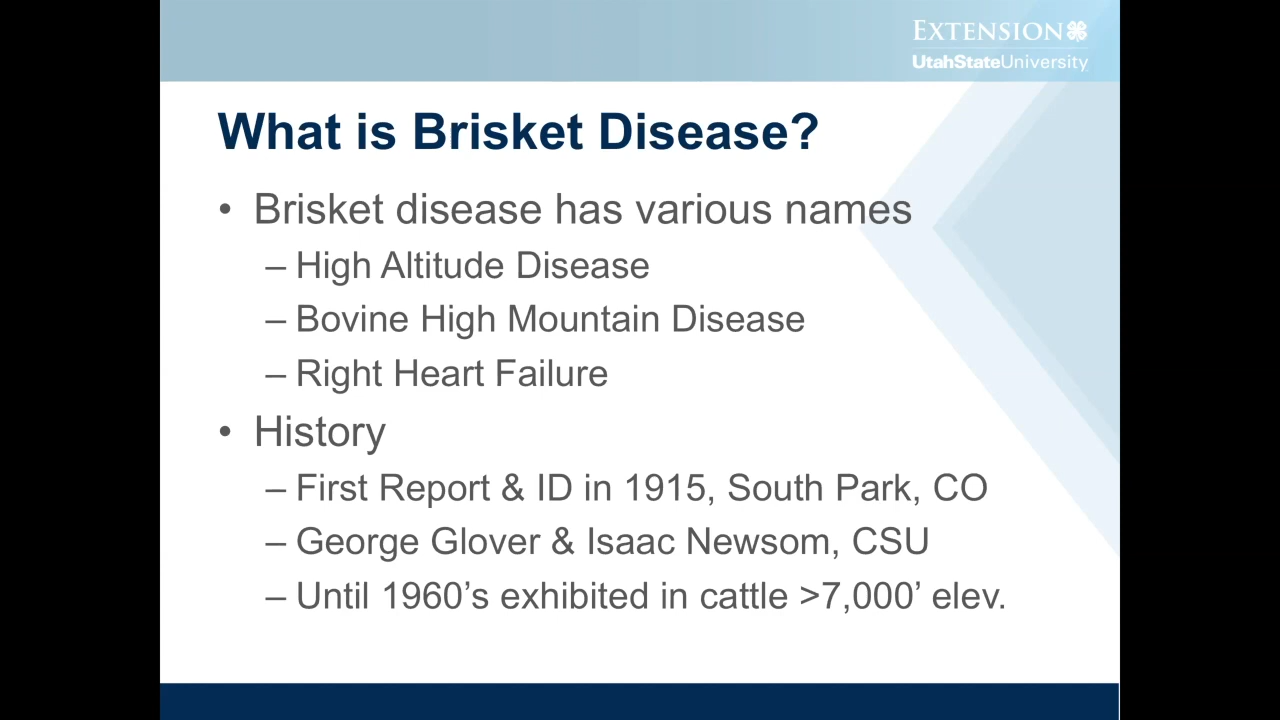 EXTENSION
UtahStateUniversity
What is Brisket Disease?
• Brisket disease has various names
– High Altitude Disease
– Bovine High Mountain Disease
– Right Heart Failure
• History
– First Report & ID in 1915, South Park, CO
– George Glover & Isaac Newsom, CSU
– Until 1960’s exhibited in cattle >7,000’ elev.